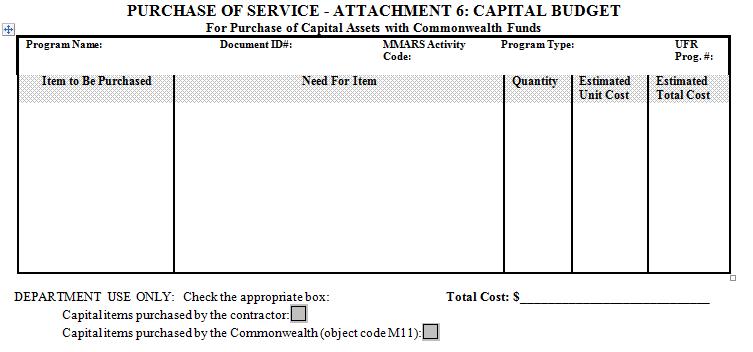 PURCHASE OF SERVICE - ATTACHMENT 6: CAPITAL BUDGET
For Purchase of Capital Assets with Commonwealth Funds
Program Name: Document ID#: MMARS Activity Code: Program Type: UFR Prog. #:
Item to Be Purchased Need For Item Quantity Estimated Unit Cost Estimated Total Cost
DEPARTMENT USE ONLY: Check the appropriate box: Total Cost: $____________________________
Capital items purchased by the contractor:
Capital items purchased by the Commonwealth (object code M11):